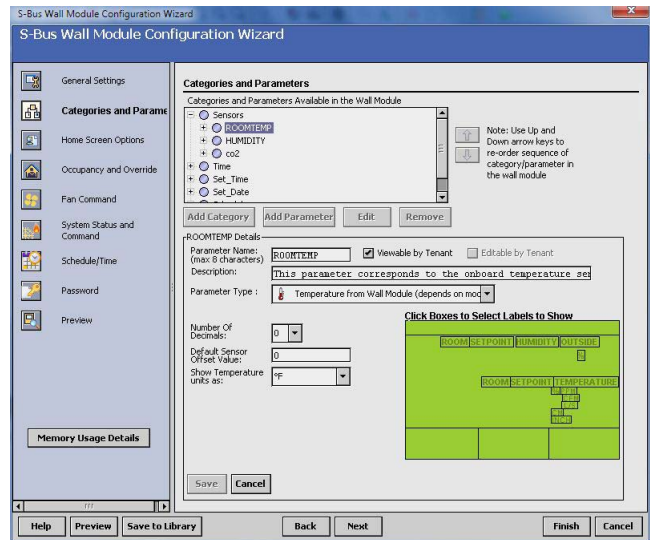 S-Bus Wall Module Configuration Wizard
S-Bus Wall Module Configuration Wizard
General Settings
Categories and Parame
Home Screen Options
Occupancy and Override
Fan Command
System Status and
Command
Schedule/Time
Password
Preview
Memory Usage Details
Categories and Parameters
Categories and Parameters Available in the Wall Module
Sensors
ROOMTEMP
HUMIDITY
co2
Time
Set_Time
Set_Date
Note: Use Up and
Down arrow keys to
re-order sequence of
category/parameter in
the wall module
Add Category Add Parameter Edit Remove
ROOMTEMP Details
Parameter Name:
(max 8 characters)
ROOMTEMP
Viewable by Tenant
Editable by Tenant
Description:
This parameter corresponds to the onboard temperature se
Parameter Type :
Temperature from Wall Module (depends on mod
Click Boxes to Select Labels to Show
Number Of
Decimals:
0
Default Sensor
Offset Value:
0
Show Temperature
units as:
°F
ROOM SETPOINT HUMIDITY OUTSIDE
%
ROOM SETPOINT TEMPERATURE
Save Cancel
Help Preview Save to Library Back Next Finish Cancel